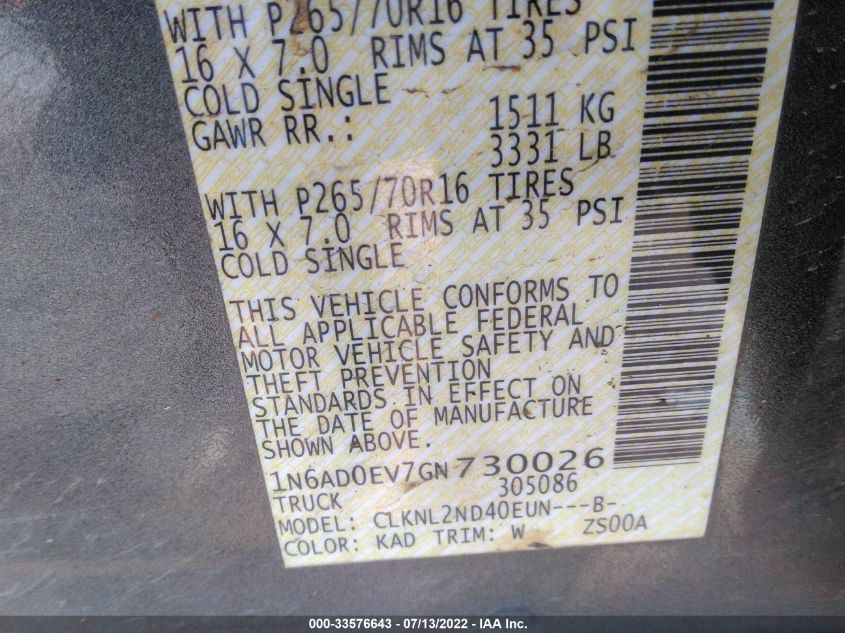 WITH P265/70R16 TIRES
16 X 7.0 RIMS AT 35 PSI
COLD SINGLE
GAWR RR.: 1511 KG
3331 LB
WITH P265/70R16 TIRES
16 X 7.0 RIMS AT 35 PSI
COLD SINGLE
THIS VEHICLE CONFORMS TO
ALL APPLICABLE FEDERAL
MOTOR VEHICLE SAFETY AND
THEFT PREVENTION
STANDARDS IN EFFECT ON
THE DATE OF MANUFACTURE
SHOWN ABOVE.
1N6AD0EV7GN730026
TRUCK 305086
MODEL: CLKNL2ND40EUN---B-
COLOR: KAD TRIM: W ZS00A
000-33576643 - 07/13/2022 - IAA Inc.